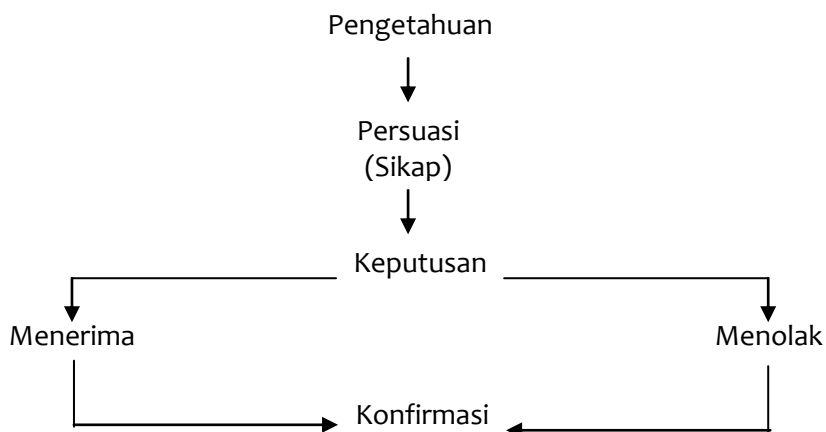 Pengetahuan
Persuasi
(Sikap)
Keputusan
Menerima
Menolak
Konfirmasi